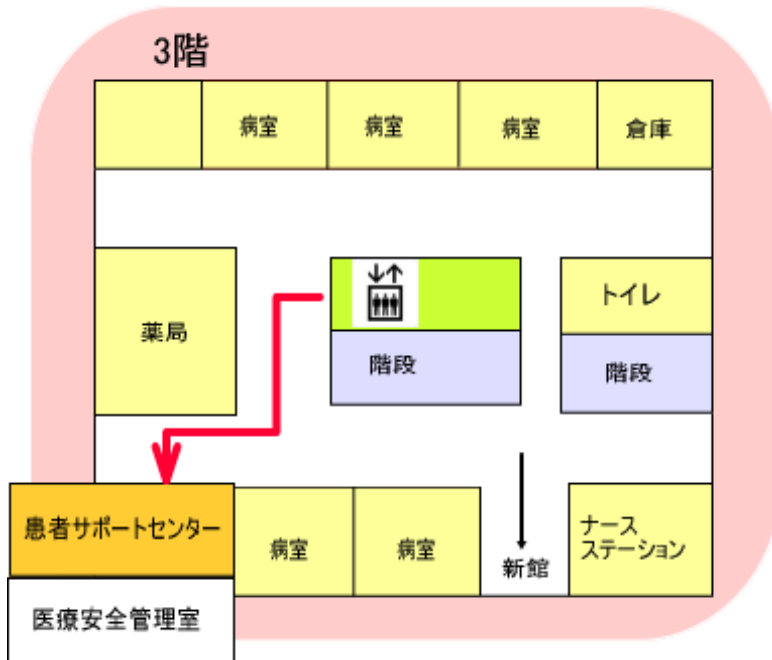 3階
病室
病室
病室
倉庫
薬局
階段
トイレ
階段
患者サポートセンター
病室
病室
新館
ナース
ステーション
医療安全管理室